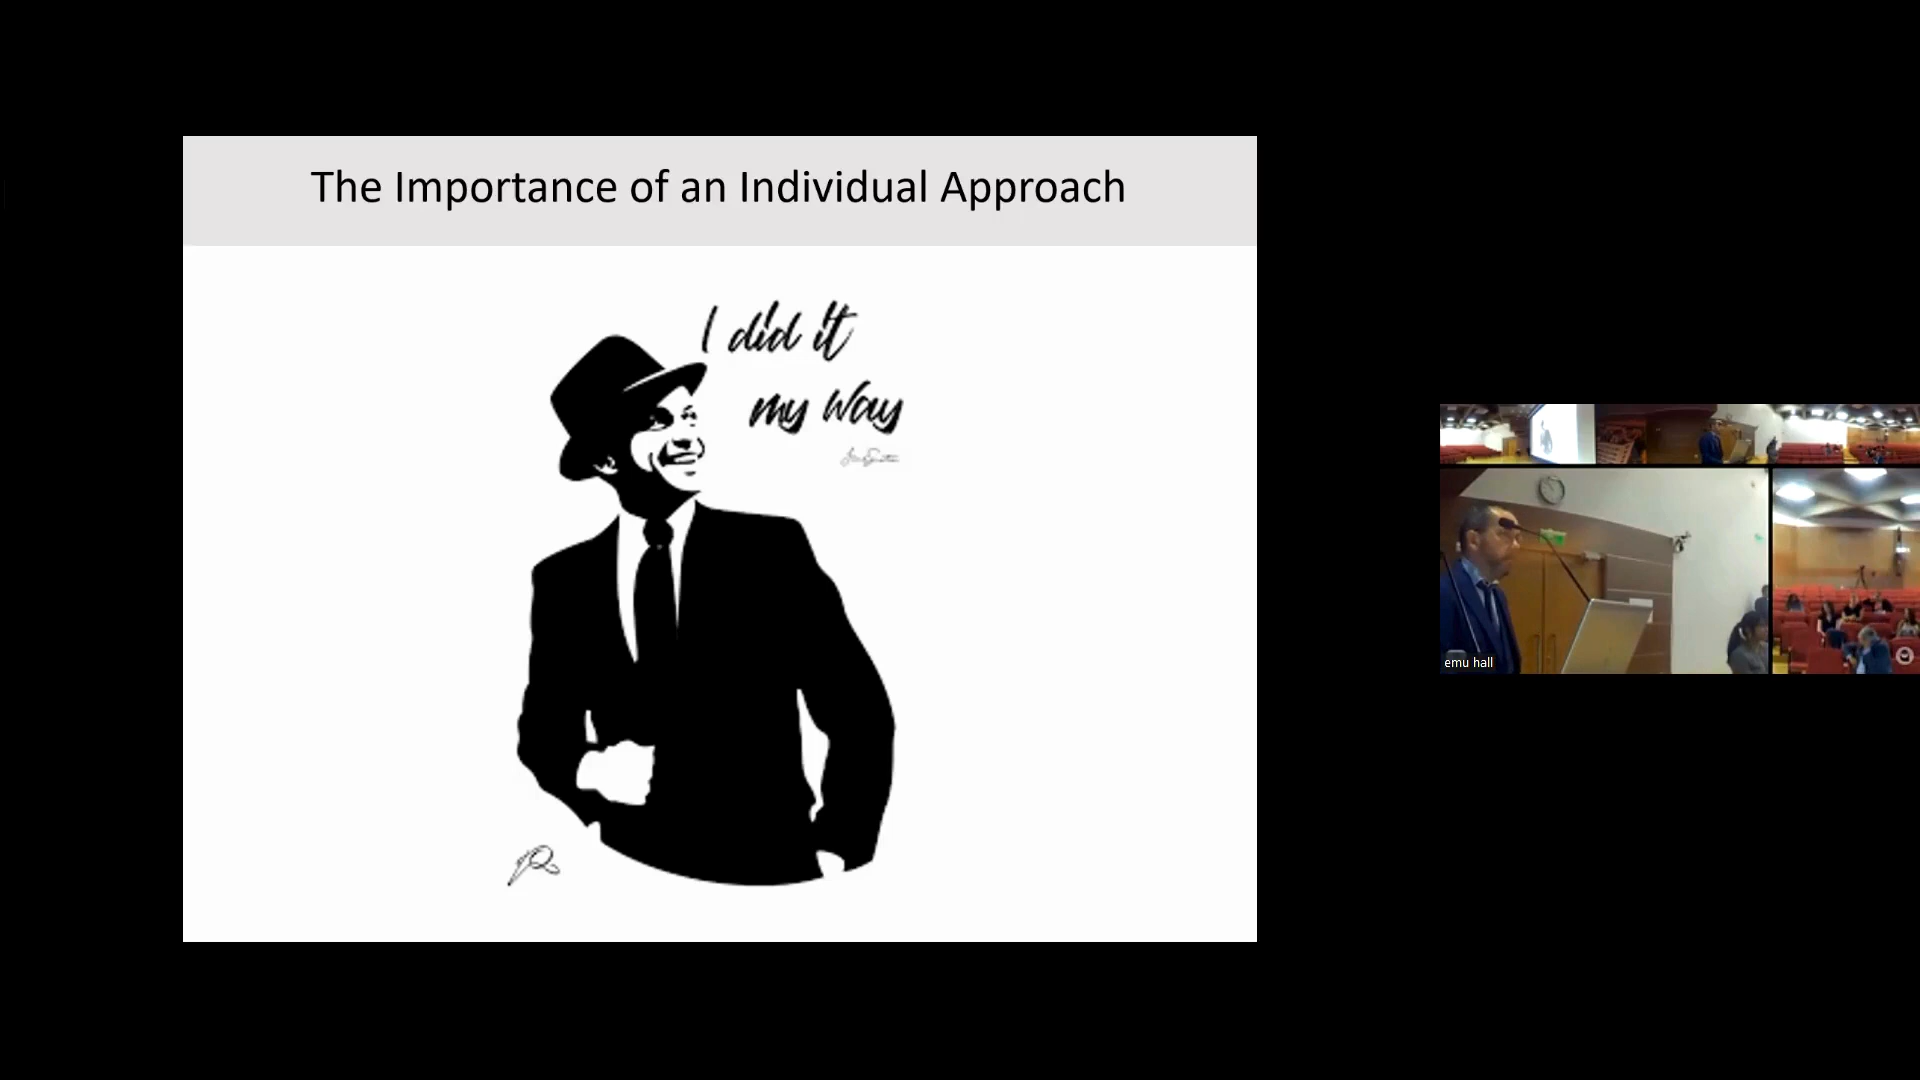 The Importance of an Individual Approach
I did it
my way
emu hall